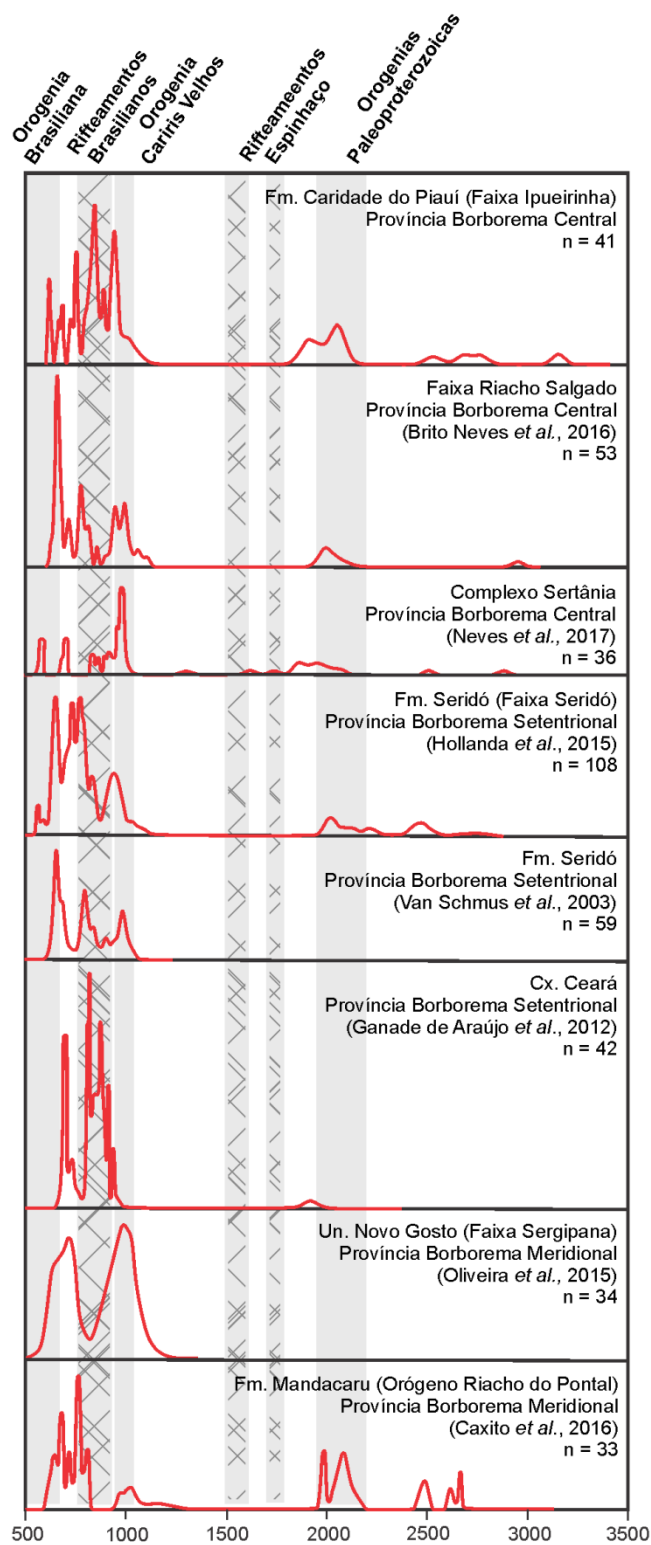 Orogenia
Brasiliana
Rifteamentos
Brasilianos
Orogenia
Cariris Velhos
Rifteameentos
Espinhaço
Orogenias
Paleoproterozoicas
Fm. Caridade do Piauí (Faixa Ipueirinha)
Província Borborema Central
n = 41
Faixa Riacho Salgado
Província Borborema Central
(Brito Neves et al., 2016)
n = 53
Complexo Sertânia
Província Borborema Central
(Neves et al., 2017)
n = 36
Fm. Seridó (Faixa Seridó)
Província Borborema Setentrional
(Hollanda et al., 2015)
n = 108
Fm. Seridó
Província Borborema Setentrional
(Van Schmus et al., 2003)
n = 59
Cx. Ceará
Província Borborema Setentrional
(Ganade de Araújo et al., 2012)
n = 42
Un. Novo Gosto (Faixa Sergipana)
Província Borborema Meridional
(Oliveira et al., 2015)
n = 34
Fm. Mandacaru (Orógeno Riacho do Pontal)
Província Borborema Meridional
(Caxito et al., 2016)
n = 33
500 1000 1500 2000 2500 3000 3500